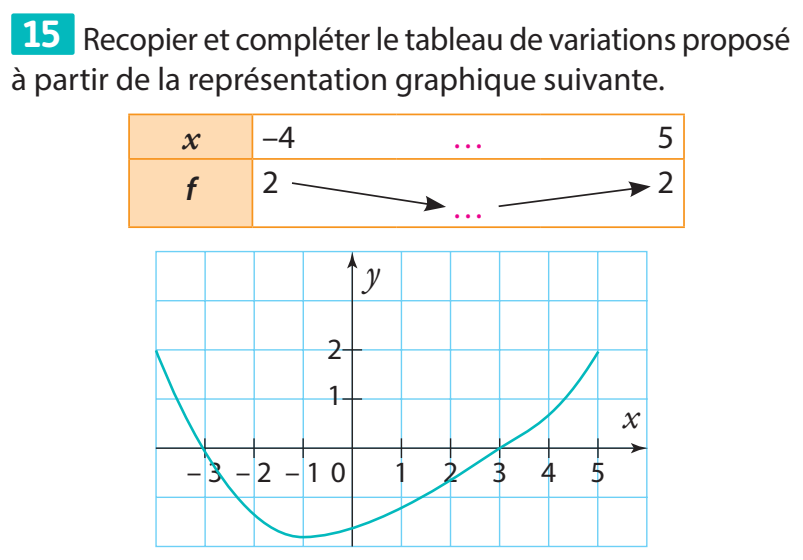 15 Recopier et compléter le tableau de variations proposé
à partir de la représentation graphique suivante.
x –4 ... 5
f 2 ... 2
y
2
1
x
–3 –2 –1 0 1 2 3 4 5